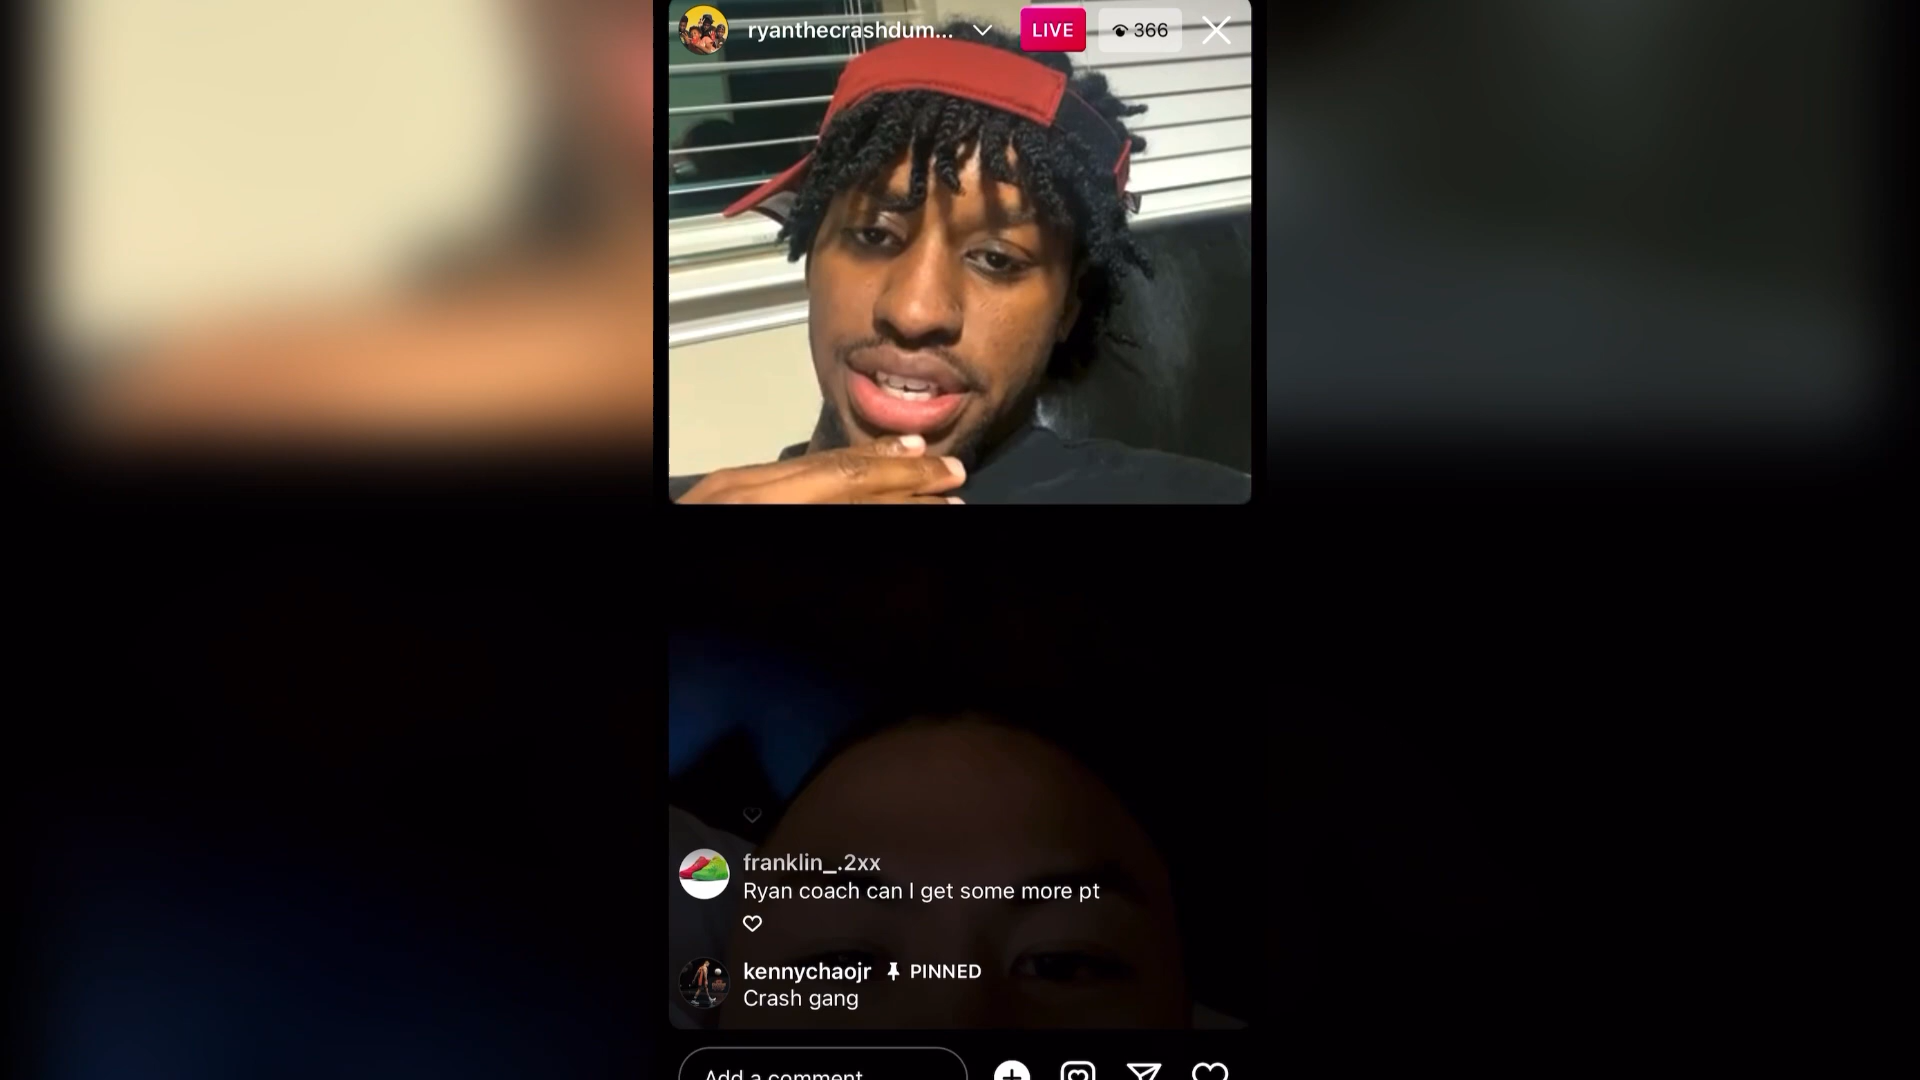 ryanthecrashdum...
LIVE
366
franklin_.2xx
Ryan coach can I get some more pt
kennychaojr PINNED
Crash gang
Add a comment